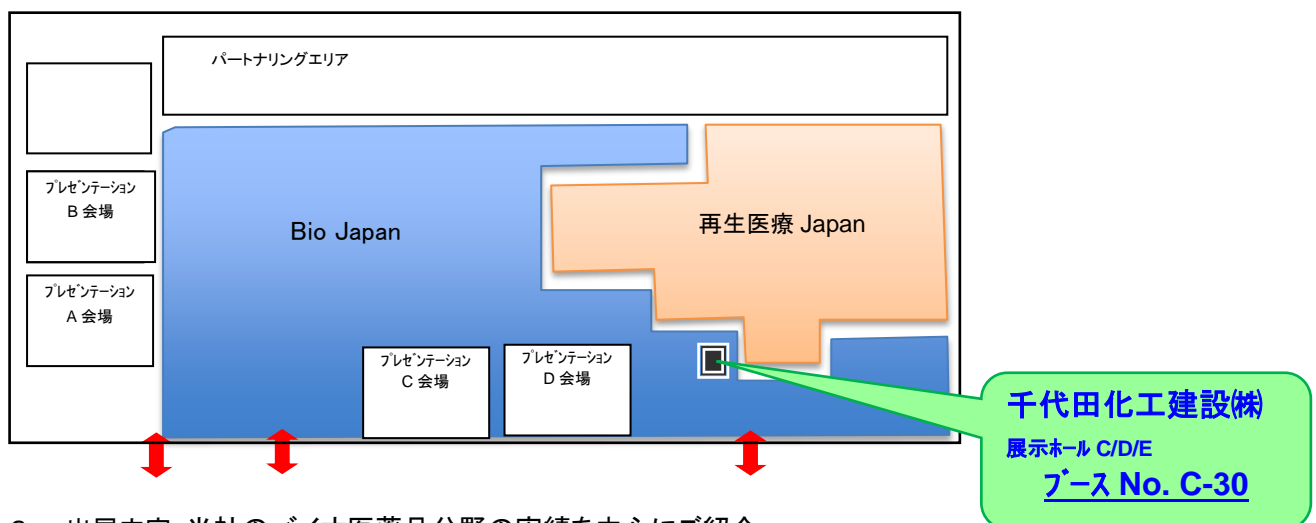 パートナリングエリア
プレゼンテーション
B 会場
Bio Japan
再生医療 Japan
プレゼンテーション
A 会場
プレゼンテーション
C 会場
プレゼンテーション
D 会場
千代田化工建設㈱
展示ホール C/D/E
ブース No. C-30